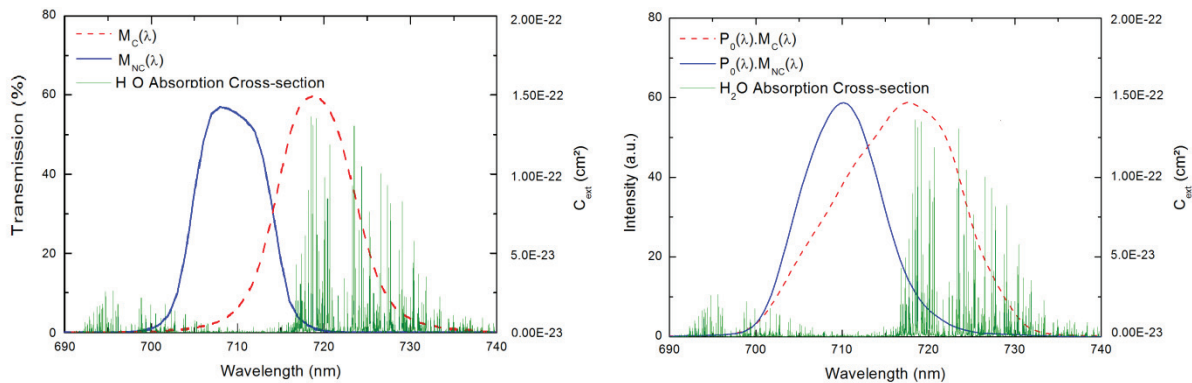 80
60
40
20
0
Transmission (%)
M_C(λ)
M_NC(λ)
H O Absorption Cross-section
2.00E-22
1.50E-22
1.00E-22
5.00E-23
0.00E-23
C_ext (cm²)
690 700 710 720 730 740
Wavelength (nm)
80
60
40
20
0
Intensity (a.u.)
P_0(λ).M_C(λ)
P_0(λ).M_NC(λ)
H_2O Absorption Cross-section
2.00E-22
1.50E-22
1.00E-22
5.00E-23
0.00E-23
C_ext (cm²)
690 700 710 720 730 740
Wavelength (nm)